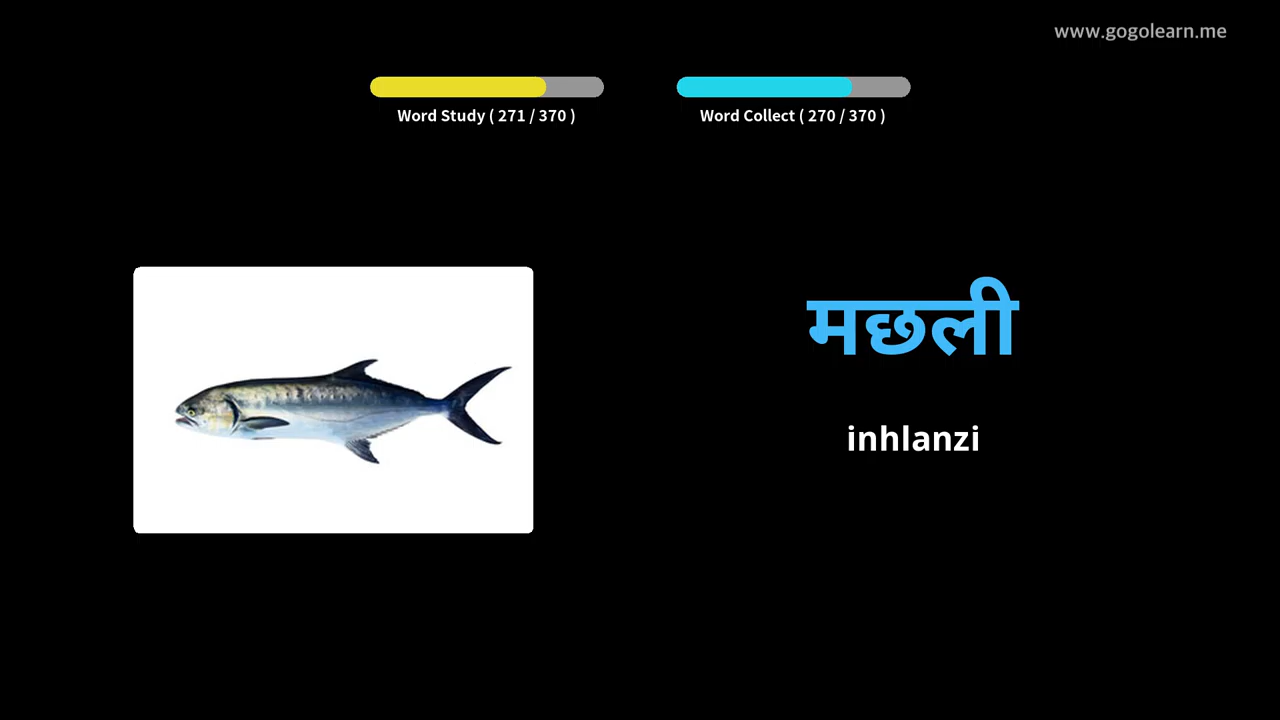 www.gogolearn.me
Word Study ( 271 / 370 )
Word Collect ( 270 / 370 )
मछली
inhlanzi